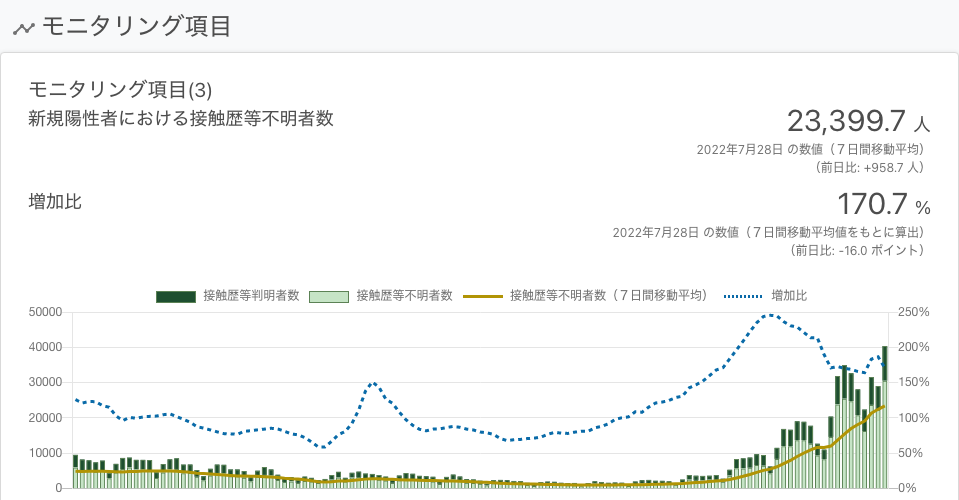 モニタリング項目
モニタリング項目(3)
新規陽性者における接触歴等不明者数
23,399.7 人
2022年7月28日 の数値（７日間移動平均）
（前日比: +958.7 人）
増加比
170.7 %
2022年7月28日 の数値（７日間移動平均値をもとに算出）
（前日比: -16.0 ポイント）
接触歴等判明者数 接触歴等不明者数 接触歴等不明者数（７日間移動平均） 増加比
50000 250%
40000 200%
30000 150%
20000 100%
10000 50%
0 0%